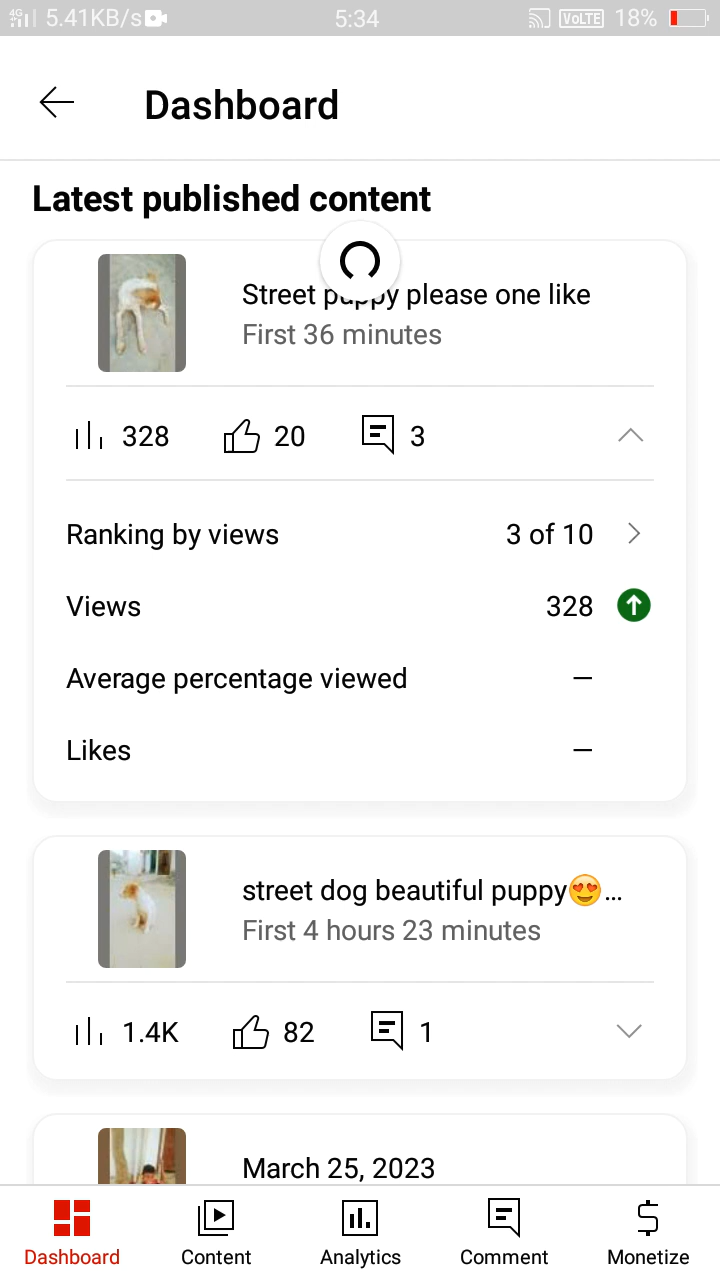 4G 5.41KB/s 5:34 VoLTE 18%
Dashboard
Latest published content
Street puppy please one like
First 36 minutes
328 20 3
Ranking by views 3 of 10
Views 328
Average percentage viewed –
Likes –
street dog beautiful puppy😍...
First 4 hours 23 minutes
1.4K 82 1
March 25, 2023
Dashboard Content Analytics Comment Monetize